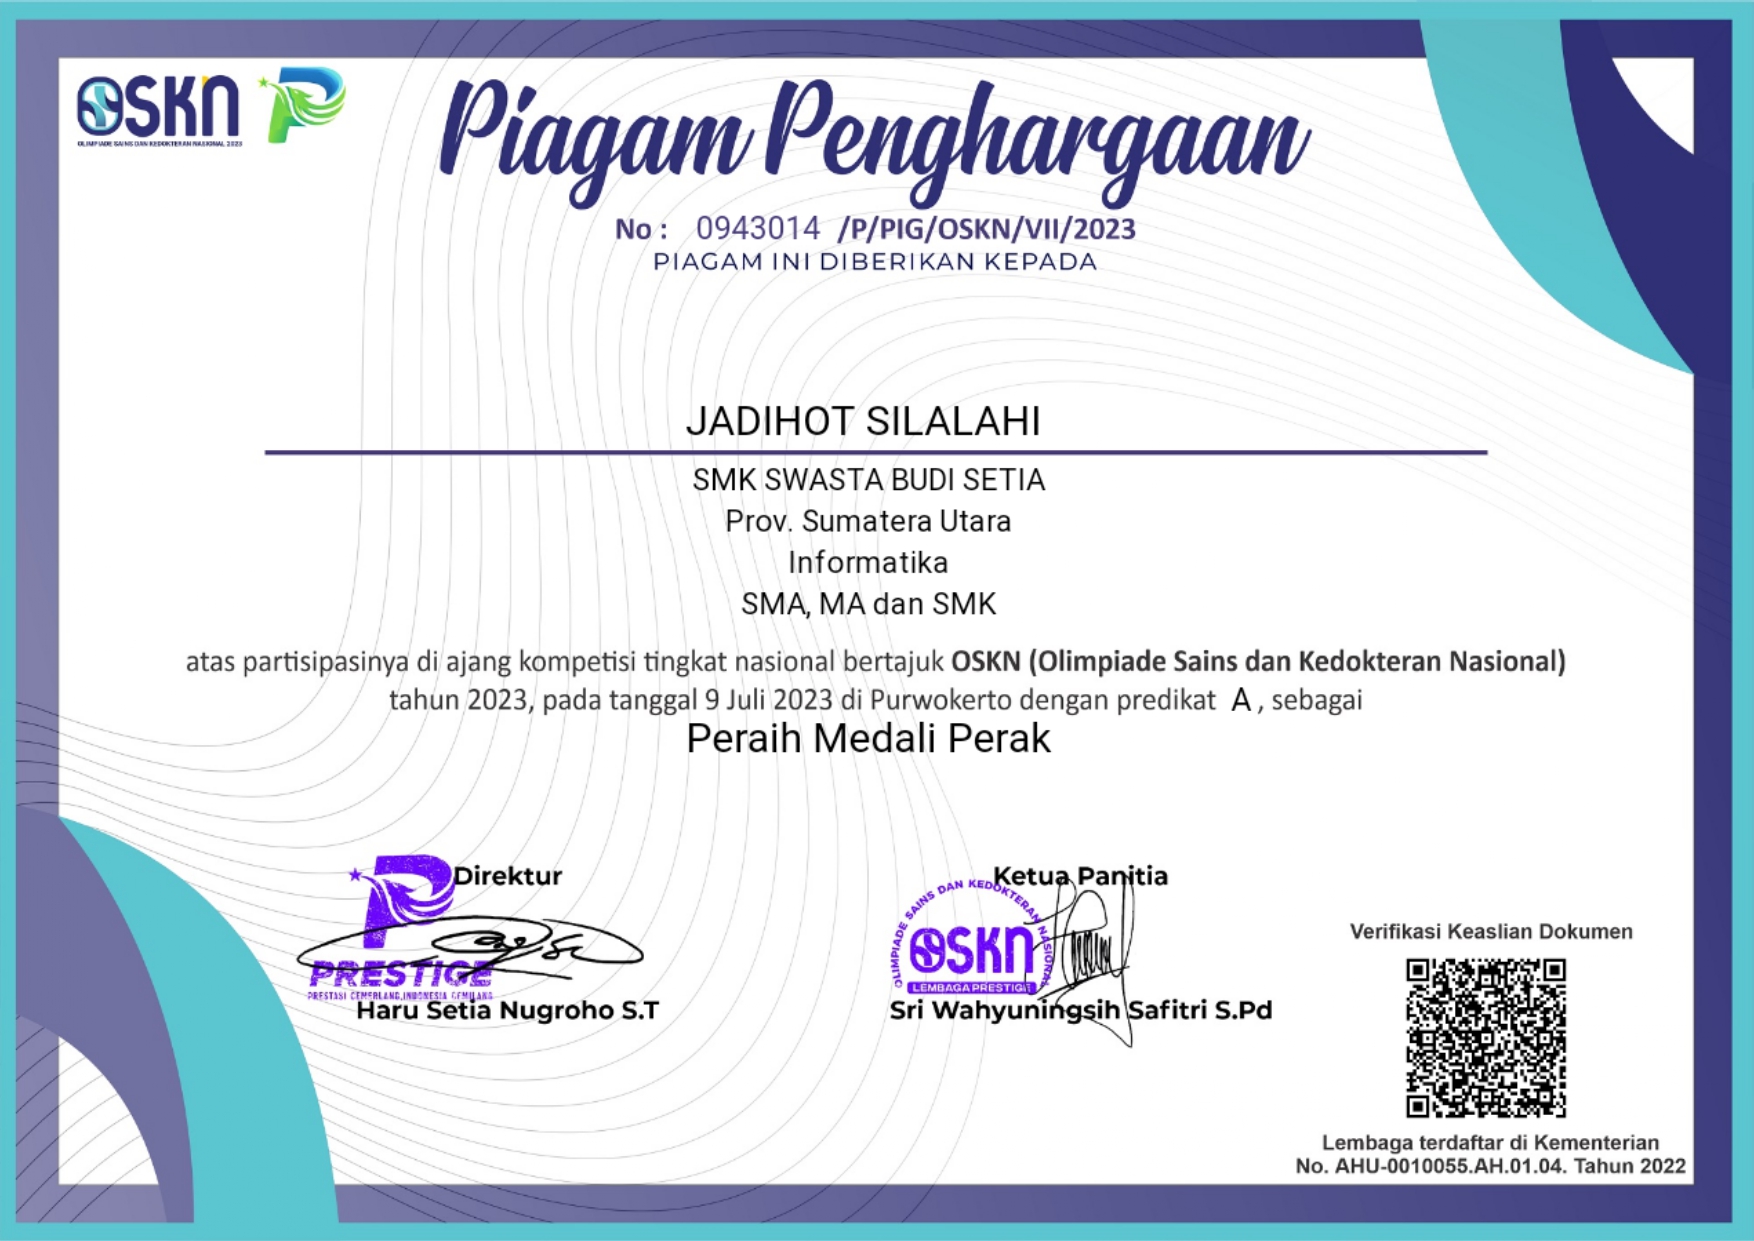 OSKN
OLIMPIADE SAINS DAN KEDOKTERAN NASIONAL 2023
Piagam Penghargaan
No : 0943014 /P/PIG/OSKN/VII/2023
PIAGAM INI DIBERIKAN KEPADA
JADIHOT SILALAHI
SMK SWASTA BUDI SETIA
Prov. Sumatera Utara
Informatika
SMA, MA dan SMK
atas partisipasinya di ajang kompetisi tingkat nasional bertajuk OSKN (Olimpiade Sains dan Kedokteran Nasional)
tahun 2023, pada tanggal 9 Juli 2023 di Purwokerto dengan predikat A , sebagai
Peraih Medali Perak
Direktur
PRESTIGE
PRESTASI GEMERLANG,INDONESIA GEMILANG
Haru Setia Nugroho S.T
Ketua Panitia
OLIMPIADE SAINS DAN KEDOKTERAN NASIONAL
OSKN
LEMBAGA PRESTIGE
Sri Wahyuningsih Safitri S.Pd
Verifikasi Keaslian Dokumen
Lembaga terdaftar di Kementerian
No. AHU-0010055.AH.01.04. Tahun 2022